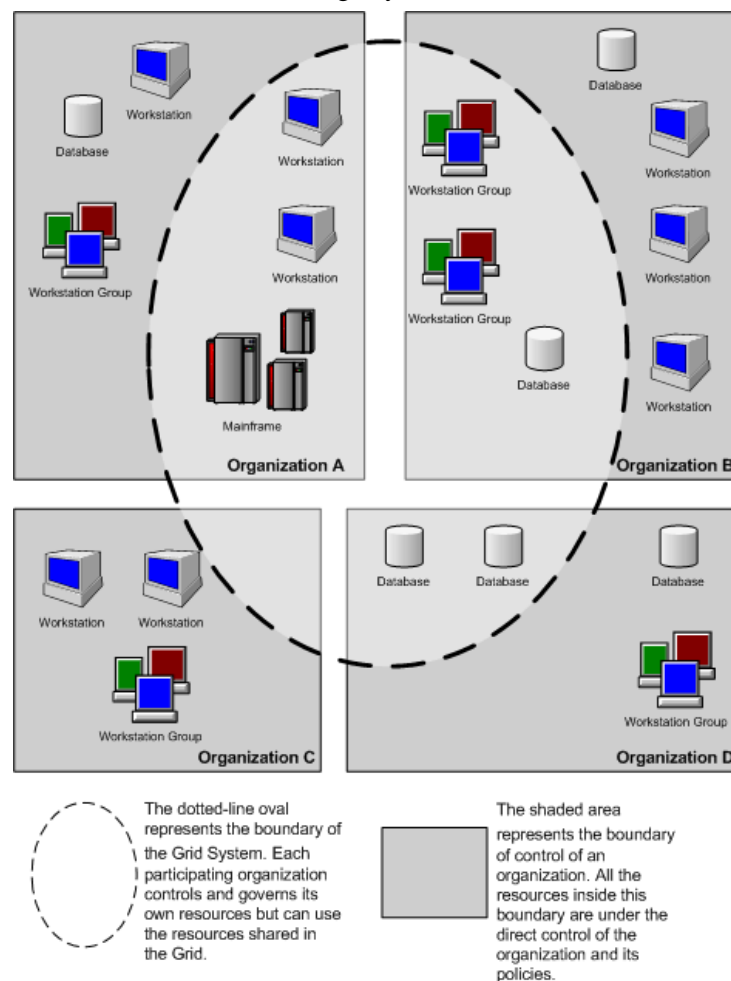 Workstation
Database
Workstation
Workstation Group
Workstation
Mainframe
Organization A
Database
Workstation Group
Workstation
Workstation Group
Workstation
Database
Workstation
Organization B
Workstation
Workstation
Workstation Group
Organization C
Database
Database
Database
Workstation Group
Organization D
The dotted-line oval
represents the boundary of
the Grid System. Each
participating organization
controls and governs its
own resources but can use
the resources shared in
the Grid.
The shaded area
represents the boundary
of control of an
organization. All the
resources inside this
boundary are under the
direct control of the
organization and its
policies.